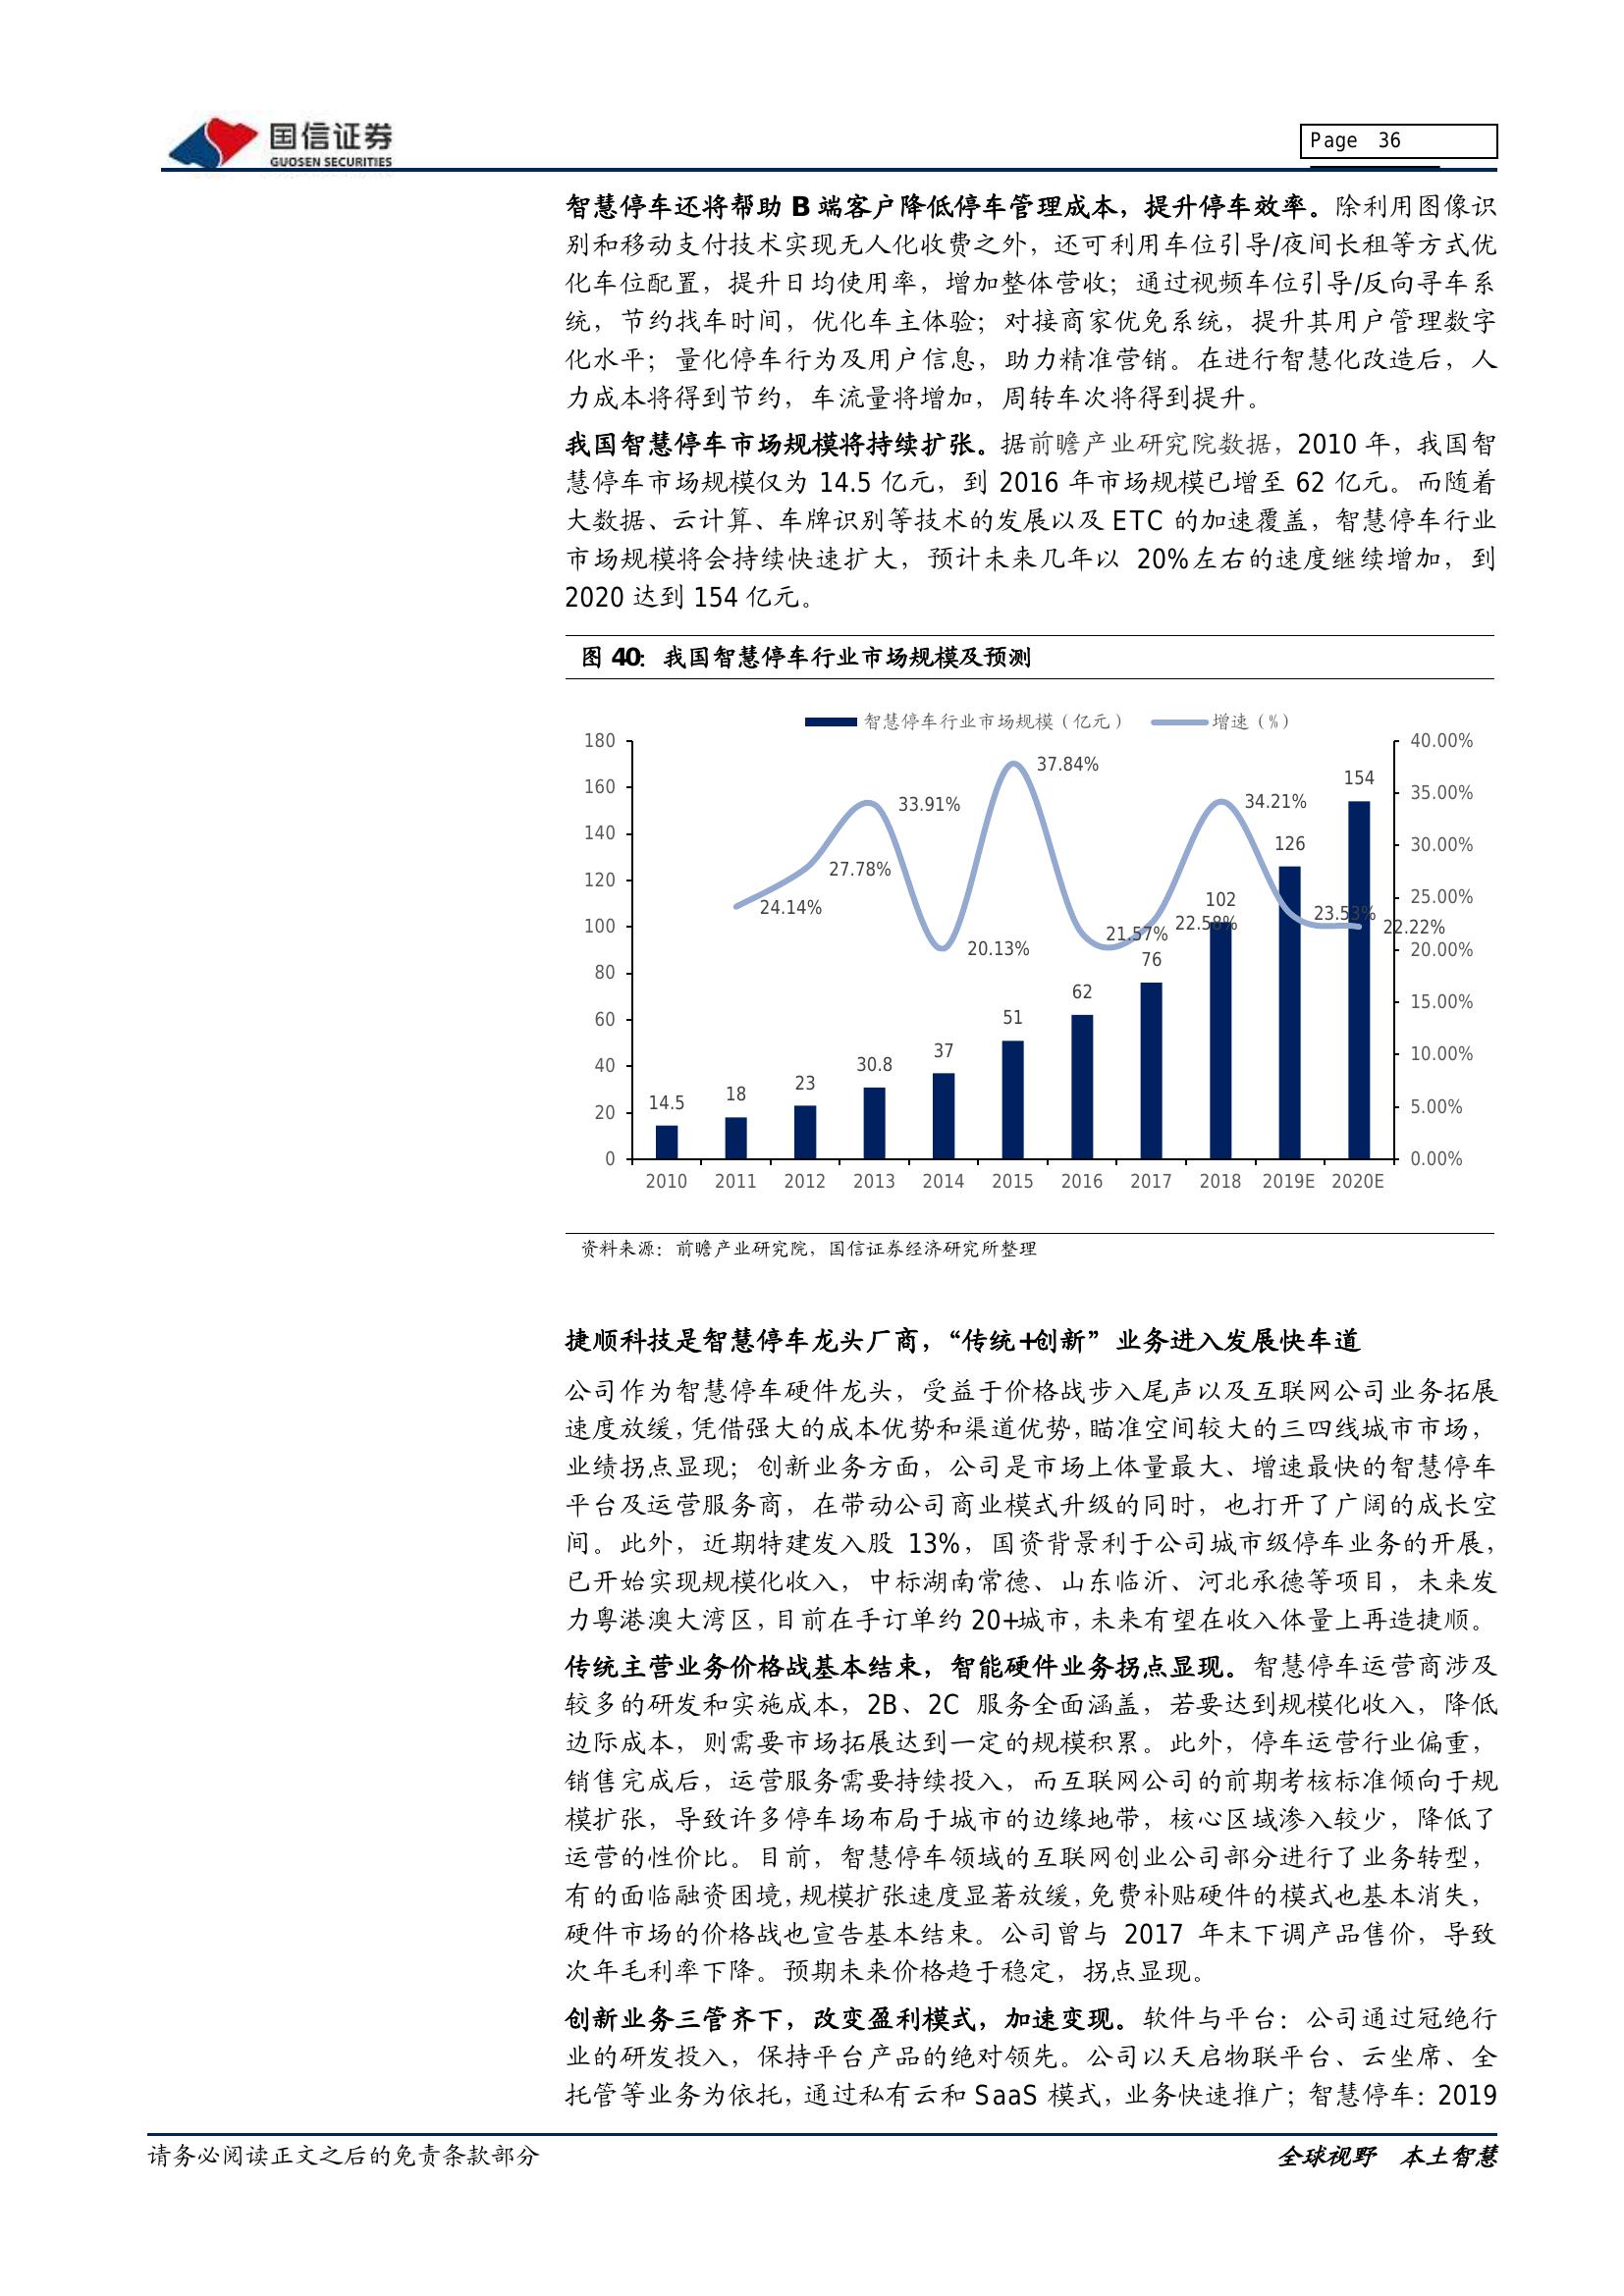 国信证券
GUOSEN SECURITIES
Page 36
智慧停车还将帮助 B 端客户降低停车管理成本，提升停车效率。除利用图像识
别和移动支付技术实现无人化收费之外，还可利用车位引导/夜间长租等方式优
化车位配置，提升日均使用率，增加整体营收；通过视频车位引导/反向寻车系
统，节约找车时间，优化车主体验；对接商家优免系统，提升其用户管理数字
化水平；量化停车行为及用户信息，助力精准营销。在进行智慧化改造后，人
力成本将得到节约，车流量将增加，周转车次将得到提升。
我国智慧停车市场规模将持续扩张。据前瞻产业研究院数据，2010 年，我国智
慧停车市场规模仅为 14.5 亿元，到 2016 年市场规模已增至 62 亿元。而随着
大数据、云计算、车牌识别等技术的发展以及 ETC 的加速覆盖，智慧停车行业
市场规模将会持续快速扩大，预计未来几年以 20%左右的速度继续增加，到
2020 达到 154 亿元。
图 40：我国智慧停车行业市场规模及预测
智慧停车行业市场规模（亿元） 增速（%）
180 40.00%
160 35.00%
140 30.00%
120 25.00%
100 20.00%
80 15.00%
60 10.00%
40 5.00%
20 0.00%
0
14.5 18 23 30.8 37 51 62 76 102 126 154
24.14% 27.78% 33.91% 20.13% 37.84% 21.57% 22.58% 34.21% 23.53% 22.22%
2010 2011 2012 2013 2014 2015 2016 2017 2018 2019E 2020E
资料来源：前瞻产业研究院，国信证券经济研究所整理
捷顺科技是智慧停车龙头厂商，“传统+创新”业务进入发展快车道
公司作为智慧停车硬件龙头，受益于价格战步入尾声以及互联网公司业务拓展
速度放缓，凭借强大的成本优势和渠道优势，瞄准空间较大的三四线城市市场，
业绩拐点显现；创新业务方面，公司是市场上体量最大、增速最快的智慧停车
平台及运营服务商，在带动公司商业模式升级的同时，也打开了广阔的成长空
间。此外，近期特建发入股 13%，国资背景利于公司城市级停车业务的开展，
已开始实现规模化收入，中标湖南常德、山东临沂、河北承德等项目，未来发
力粤港澳大湾区，目前在手订单约 20+城市，未来有望在收入体量上再造捷顺。
传统主营业务价格战基本结束，智能硬件业务拐点显现。智慧停车运营商涉及
较多的研发和实施成本，2B、2C 服务全面涵盖，若要达到规模化收入，降低
边际成本，则需要市场拓展达到一定的规模积累。此外，停车运营行业偏重，
销售完成后，运营服务需要持续投入，而互联网公司的前期考核标准倾向于规
模扩张，导致许多停车场布局于城市的边缘地带，核心区域渗入较少，降低了
运营的性价比。目前，智慧停车领域的互联网创业公司部分进行了业务转型，
有的面临融资困境，规模扩张速度显著放缓，免费补贴硬件的模式也基本消失，
硬件市场的价格战也宣告基本结束。公司曾与 2017 年末下调产品售价，导致
次年毛利率下降。预期未来价格趋于稳定，拐点显现。
创新业务三管齐下，改变盈利模式，加速变现。软件与平台：公司通过冠绝行
业的研发投入，保持平台产品的绝对领先。公司以天启物联平台、云坐席、全
托管等业务为依托，通过私有云和 SaaS 模式，业务快速推广；智慧停车：2019
请务必阅读正文之后的免责条款部分
全球视野 本土智慧